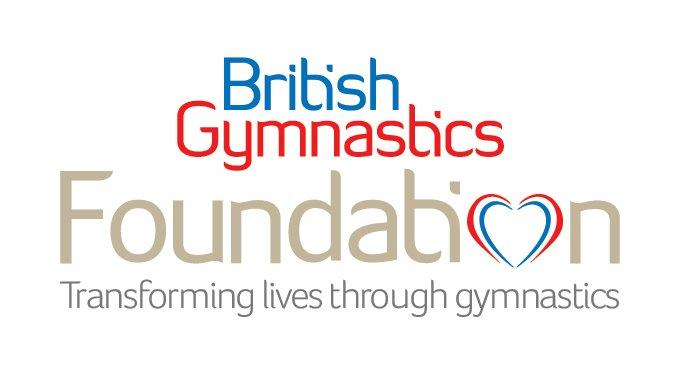 British
Gymnastics
Foundation
Transforming lives through gymnastics